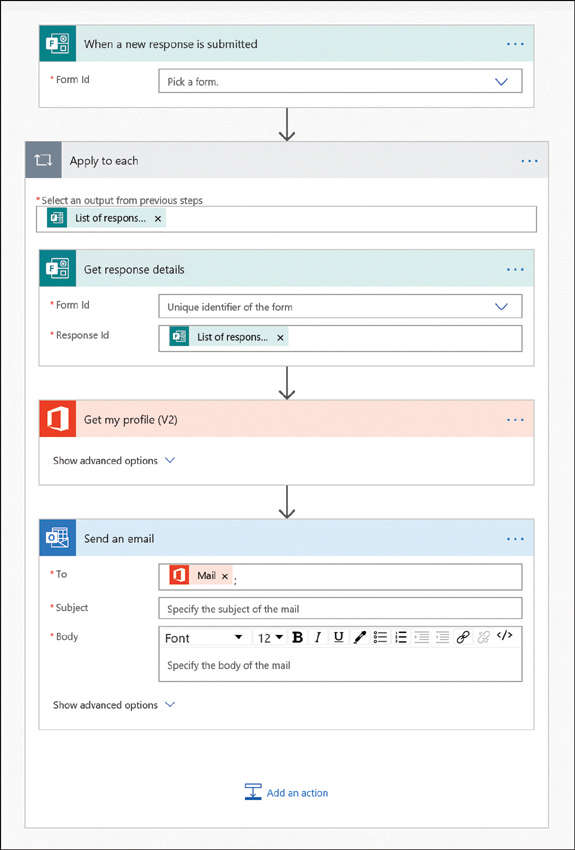 When a new response is submitted
* Form Id
Pick a form.
Apply to each
* Select an output from previous steps
List of respons... ×
Get response details
* Form Id
Unique identifier of the form
* Response Id
List of respons... ×
Get my profile (V2)
Show advanced options
Send an email
* To
Mail × ;
* Subject
Specify the subject of the mail
* Body
Font 12 B I U </>
Specify the body of the mail
Show advanced options
Add an action